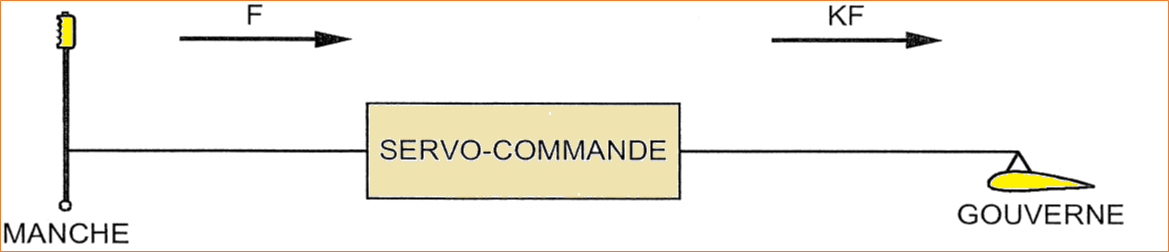 F
KF
SERVO-COMMANDE
MANCHE
GOUVERNE